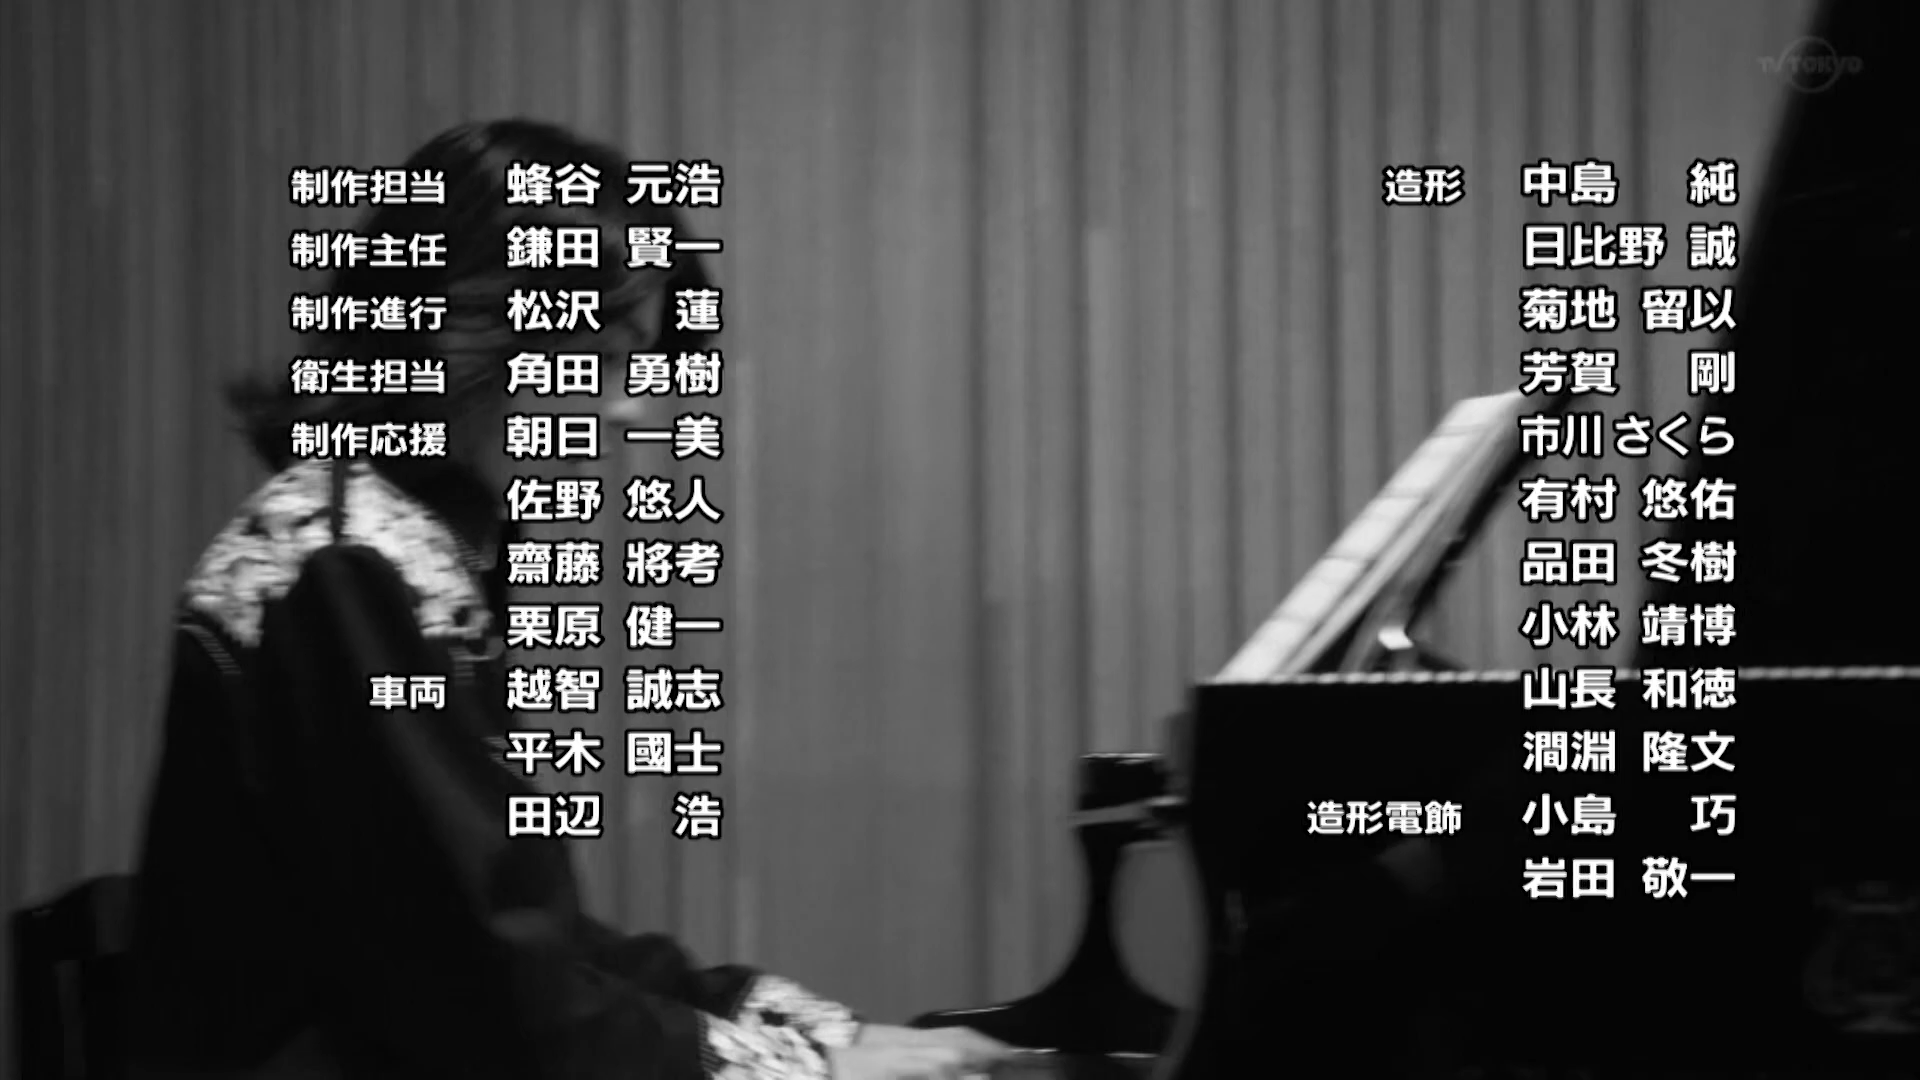 TV TOKYO
制作担当 蜂谷 元浩
制作主任 鎌田 賢一
制作進行 松沢 蓮
衛生担当 角田 勇樹
制作応援 朝日 一美
佐野 悠人
齋藤 將考
栗原 健一
車両 越智 誠志
平木 國士
田辺 浩
造形 中島 純
日比野 誠
菊地 留以
芳賀 剛
市川 さくら
有村 悠佑
品田 冬樹
小林 靖博
山長 和徳
澗淵 隆文
造形電飾 小島 巧
岩田 敬一